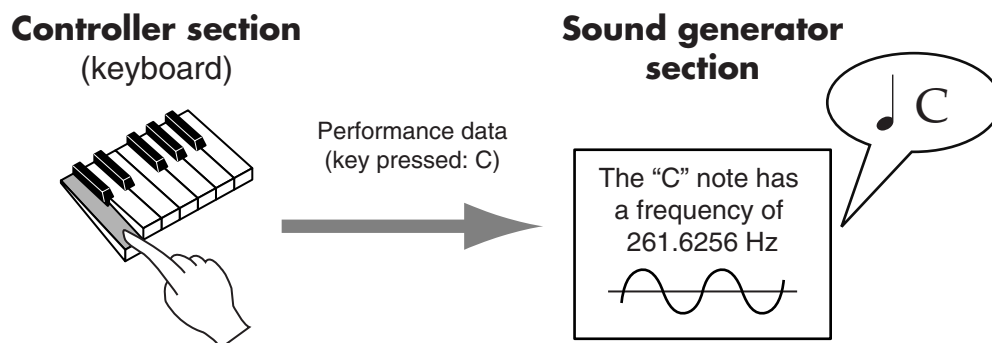 Controller section
(keyboard)
Performance data
(key pressed: C)
Sound generator
section
C
The “C” note has
a frequency of
261.6256 Hz